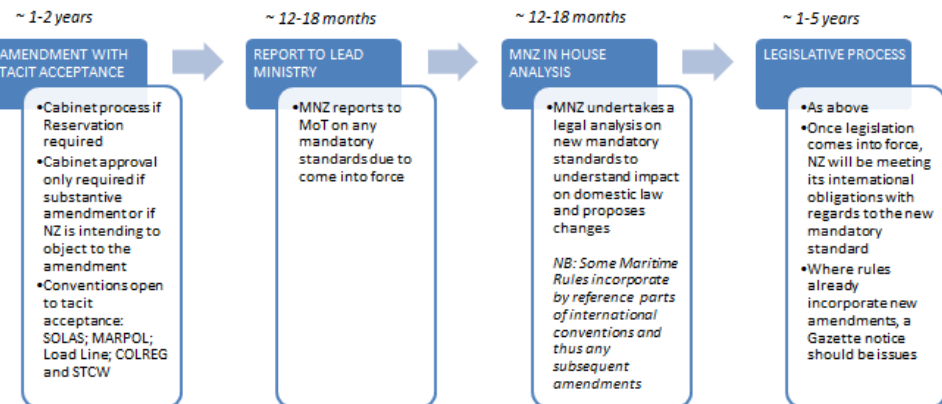 ~ 1-2 years
AMENDMENT WITH
TACIT ACCEPTANCE
•Cabinet process if
Reservation
required
•Cabinet approval
only required if
substantive
amendment or if
NZ is intending to
object to the
amendment
•Conventions open
to tacit
acceptance:
SOLAS; MARPOL;
Load Line; COLREG
and STCW
~ 12-18 months
REPORT TO LEAD
MINISTRY
•MNZ reports to
MoT on any
mandatory
standards due to
come into force
~ 12-18 months
MNZ IN HOUSE
ANALYSIS
•MNZ undertakes a
legal analysis on
new mandatory
standards to
understand impact
on domestic law
and proposes
changes
NB: Some Maritime
Rules incorporate
by reference parts
of international
conventions and
thus any
subsequent
amendments
~ 1-5 years
LEGISLATIVE PROCESS
•As above
•Once legislation
comes into force,
NZ will be meeting
its international
obligations with
regards to the new
mandatory
standard
•Where rules
already
incorporate new
amendments, a
Gazette notice
should be issues